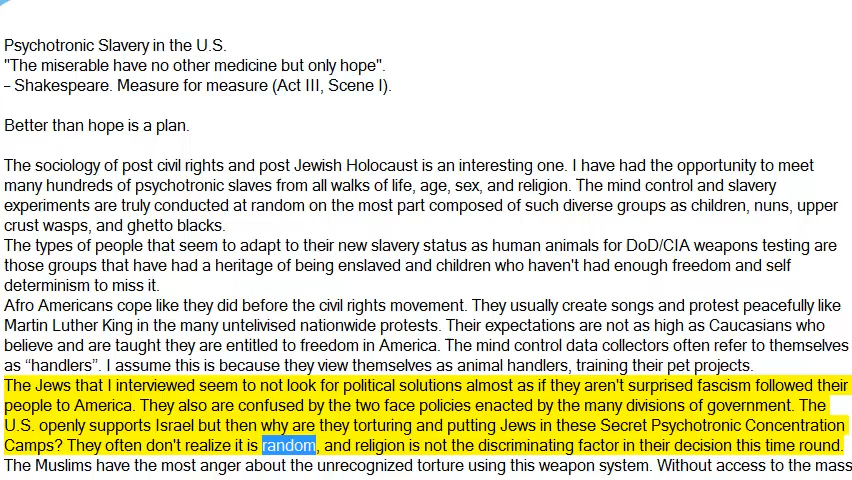 Psychotronic Slavery in the U.S.
"The miserable have no other medicine but only hope".
– Shakespeare. Measure for measure (Act III, Scene I).
Better than hope is a plan.
The sociology of post civil rights and post Jewish Holocaust is an interesting one. I have had the opportunity to meet
many hundreds of psychotronic slaves from all walks of life, age, sex, and religion. The mind control and slavery
experiments are truly conducted at random on the most part composed of such diverse groups as children, nuns, upper
crust wasps, and ghetto blacks.
The types of people that seem to adapt to their new slavery status as human animals for DoD/CIA weapons testing are
those groups that have had a heritage of being enslaved and children who haven't had enough freedom and self
determinism to miss it.
Afro Americans cope like they did before the civil rights movement. They usually create songs and protest peacefully like
Martin Luther King in the many untelivised nationwide protests. Their expectations are not as high as Caucasians who
believe and are taught they are entitled to freedom in America. The mind control data collectors often refer to themselves
as “handlers”. I assume this is because they view themselves as animal handlers, training their pet projects.
The Jews that I interviewed seem to not look for political solutions almost as if they aren't surprised fascism followed their
people to America. They also are confused by the two face policies enacted by the many divisions of government. The
U.S. openly supports Israel but then why are they torturing and putting Jews in these Secret Psychotronic Concentration
Camps? They often don't realize it is random, and religion is not the discriminating factor in their decision this time round.
The Muslims have the most anger about the unrecognized torture using this weapon system. Without access to the mass